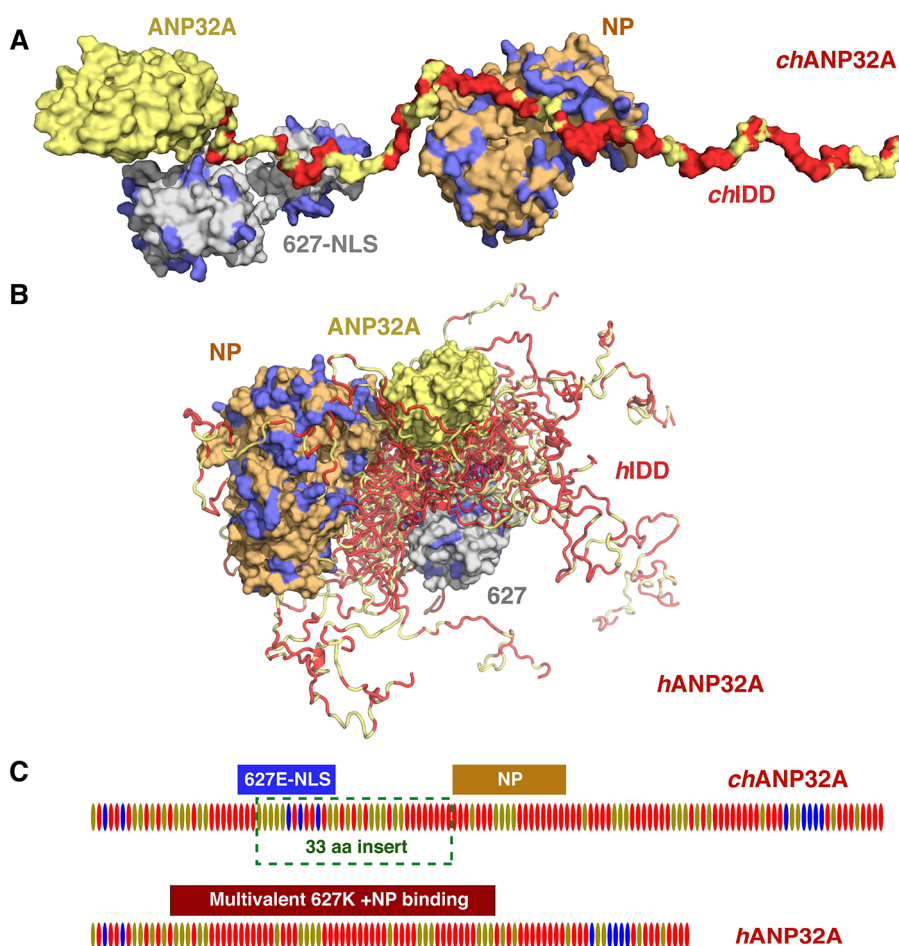 A
ANP32A
NP
chANP32A
chIDD
627-NLS
B
ANP32A
NP
hIDD
627
hANP32A
C
627E-NLS
NP
chANP32A
33 aa insert
Multivalent 627K +NP binding
hANP32A